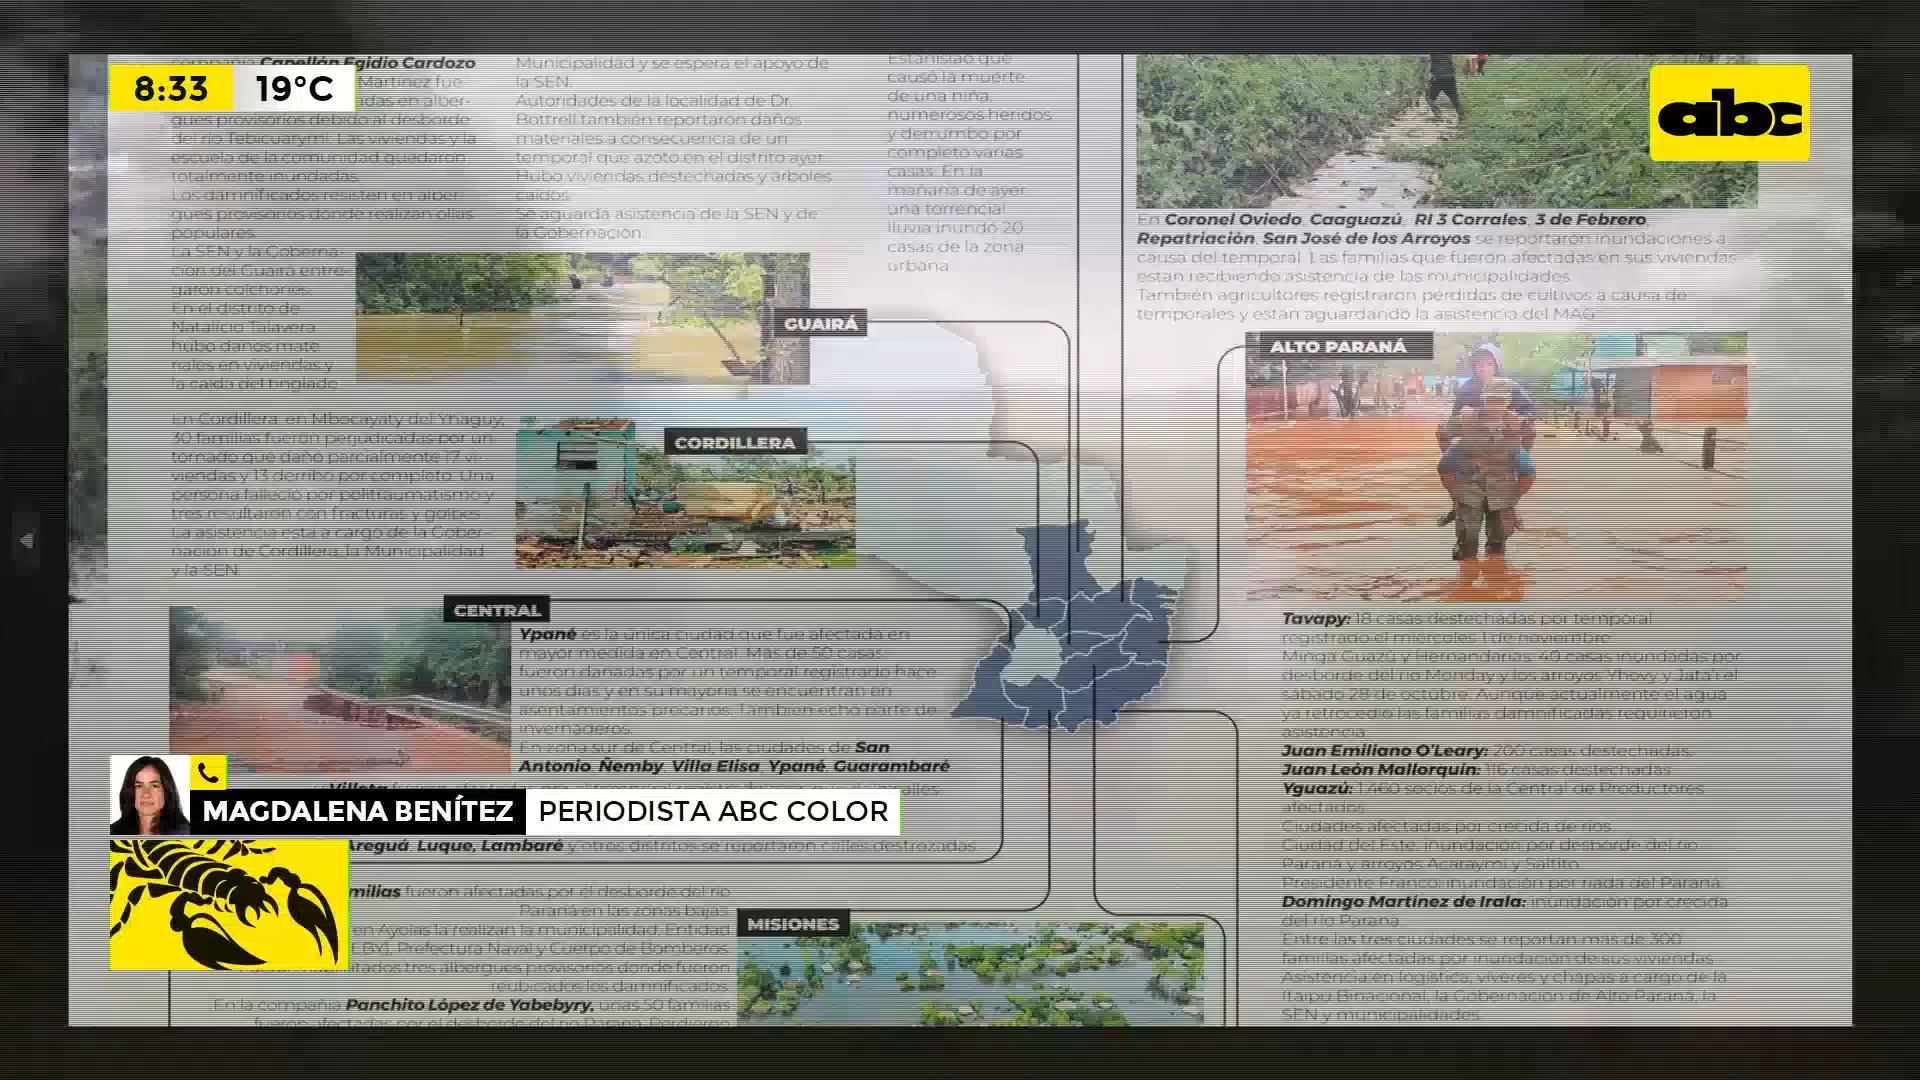 8:33 19°C
abc
compañía Capellán Egidio Cardozo
Martínez fue
adas en alber-
gues provisorios debido al desborde
del río Tebicuarymi. Las viviendas y la
escuela de la comunidad quedaron
totalmente inundadas.
Los damnificados resisten en alber-
gues provisorios donde realizan ollas
populares.
La SEN y la Goberna-
ción del Guairá entre-
garon colchones.
En el distrito de
Natalicio Talavera
hubo daños mate
riales en viviendas y
la caída del tinglado
Municipalidad y se espera el apoyo de
la SEN.
Autoridades de la localidad de Dr.
Bottrell también reportaron daños
materiales a consecuencia de un
temporal que azotó en el distrito ayer.
Hubo viviendas destechadas y árboles
caídos.
Se aguarda asistencia de la SEN y de
la Gobernación.
Estanislao que
causó la muerte
de una niña,
numerosos heridos
y derrumbó por
completo varias
casas. En la
mañana de ayer
una torrencial
lluvia inundó 20
casas de la zona
urbana
En Coronel Oviedo, Caaguazú, RI 3 Corrales, 3 de Febrero,
Repatriación, San José de los Arroyos se reportaron inundaciones a
causa del temporal. Las familias que fueron afectadas en sus viviendas
están recibiendo asistencia de las municipalidades.
También agricultores registraron pérdidas de cultivos a causa de
temporales y están aguardando la asistencia del MAG
GUAIRÁ
ALTO PARANÁ
CORDILLERA
En Cordillera, en Mbocayaty del Yhaguy,
30 familias fueron perjudicadas por un
tornado que dañó parcialmente 17 vi-
viendas y 13 derribó por completo. Una
persona falleció por politraumatismo y
tres resultaron con fracturas y golpes.
La asistencia está a cargo de la Gober-
nación de Cordillera, la Municipalidad
y la SEN.
CENTRAL
Ypané es la única ciudad que fue afectada en
mayor medida en Central. Más de 50 casas
fueron dañadas por un temporal registrado hace
unos días y en su mayoría se encuentran en
asentamientos precarios. También echó parte de
invernaderos.
En zona sur de Central, las ciudades de San
Antonio, Ñemby, Villa Elisa, Ypané, Guarambaré
Villeta
calles.
Areguá, Luque, Lambaré y otros distritos se reportaron calles destrozadas
Tavapy: 18 casas destechadas por temporal
registrado el miércoles 1 de noviembre
Minga Guazú y Hernandarias: 40 casas inundadas por
desborde del río Monday y los arroyos Yhovy y Jata'i el
sábado 28 de octubre. Aunque actualmente el agua
ya retrocedió las familias damnificadas requirieron
asistencia.
Juan Emiliano O'Leary: 200 casas destechadas.
Juan León Mallorquín: 116 casas destechadas
Yguazú: 1.460 socios de la Central de Productores
afectados.
Ciudades afectadas por crecida de ríos
Ciudad del Este, inundación por desborde del río
Paraná y arroyos Acaraymi y Saltito.
Presidente Franco: inundación por riada del Paraná.
Domingo Martínez de Irala: inundación por crecida
del río Paraná.
Entre las tres ciudades se reportan más de 300
familias afectadas por inundación de sus viviendas
Asistencia en logística, víveres y chapas a cargo de la
Itaipu Binacional, la Gobernación de Alto Paraná, la
SEN y municipalidades.
MAGDALENA BENÍTEZ PERIODISTA ABC COLOR
milias fueron afectadas por el desborde del río
Paraná en las zonas bajas.
en Ayolas la realizan la municipalidad, Entidad
EBY), Prefectura Naval y Cuerpo de Bomberos
tres albergues provisorios donde fueron
reubicados los damnificados.
En la compañía Panchito López de Yabebyry, unas 50 familias
fueron afectadas por el desborde del río Paraná. Perdieron
MISIONES